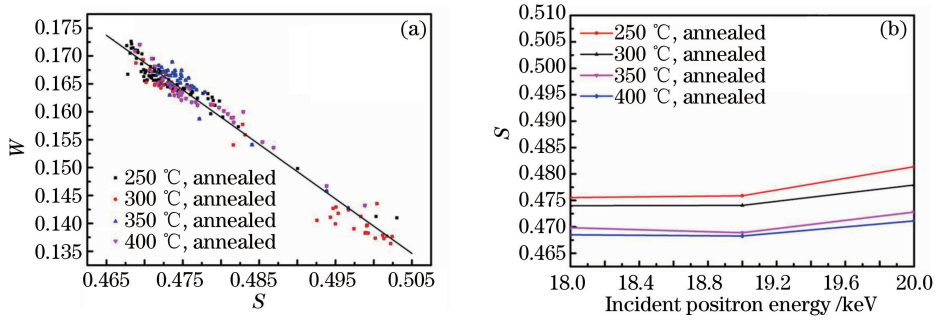 (a)
0.175
0.170
0.165
0.160
0.155
0.150
0.145
0.140
0.135
W
250 ℃, annealed
300 ℃, annealed
350 ℃, annealed
400 ℃, annealed
0.465 0.475 0.485 0.495 0.505
S
(b)
0.510
0.505
0.500
0.495
0.490
0.485
0.480
0.475
0.470
0.465
S
250 ℃, annealed
300 ℃, annealed
350 ℃, annealed
400 ℃, annealed
18.0 18.4 18.8 19.2 19.6 20.0
Incident positron energy /keV